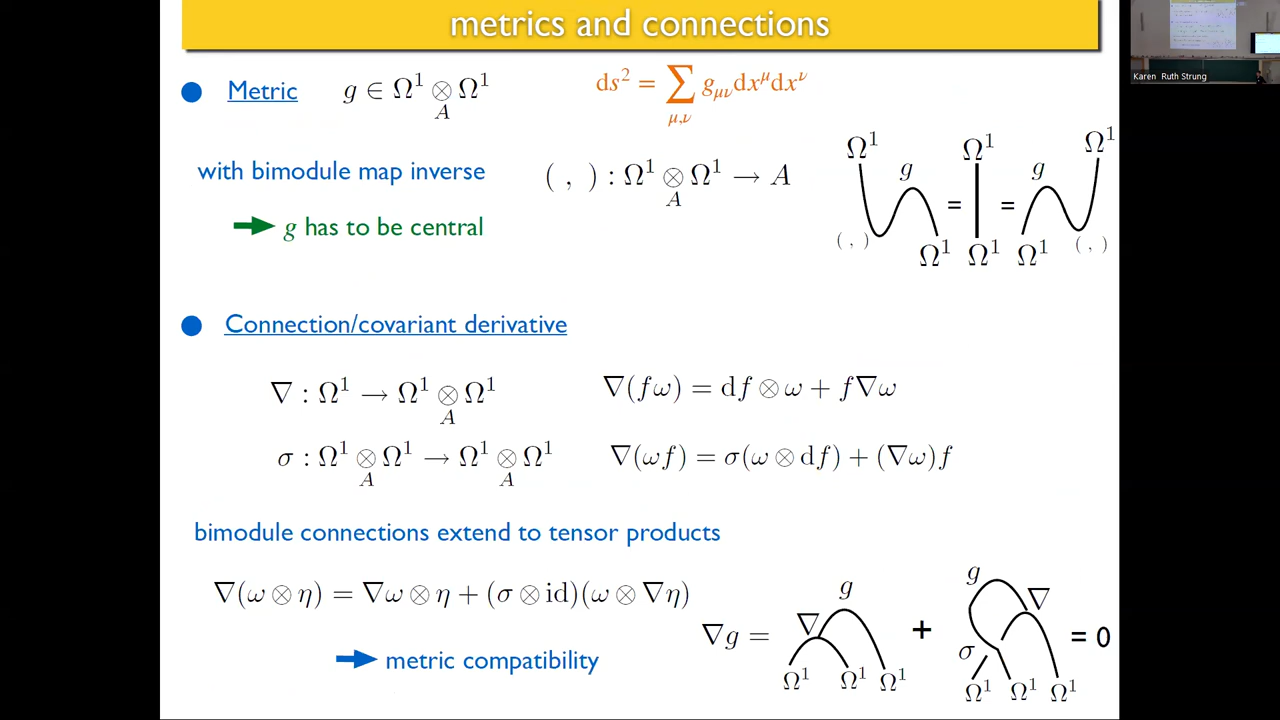 metrics and connections
Karen Ruth Strung
● Metric g ∈ Ω¹ ⊗_A Ω¹ ds² = ∑_{μ,ν} g_{μν}dx^μdx^ν
with bimodule map inverse ( , ) : Ω¹ ⊗_A Ω¹ → A
g has to be central
Ω¹ g Ω¹ g Ω¹
= =
( , ) Ω¹ Ω¹ Ω¹ ( , )
● Connection/covariant derivative
∇ : Ω¹ → Ω¹ ⊗_A Ω¹ ∇(fω) = df ⊗ ω + f∇ω
σ : Ω¹ ⊗_A Ω¹ → Ω¹ ⊗_A Ω¹ ∇(ωf) = σ(ω ⊗ df) + (∇ω)f
bimodule connections extend to tensor products
∇(ω ⊗ η) = ∇ω ⊗ η + (σ ⊗ id)(ω ⊗ ∇η)
metric compatibility
g g ∇
∇g = ∇ + σ = 0
Ω¹ Ω¹ Ω¹ Ω¹ Ω¹ Ω¹